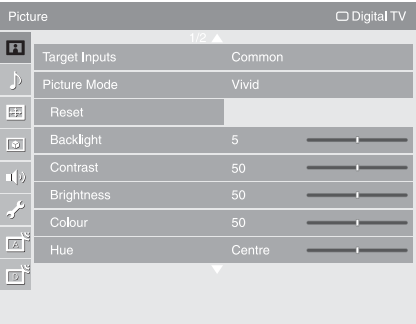 Picture Digital TV
1/2
Target Inputs Common
Picture Mode Vivid
Reset
Backlight 5
Contrast 50
Brightness 50
Colour 50
Hue Centre
A
D